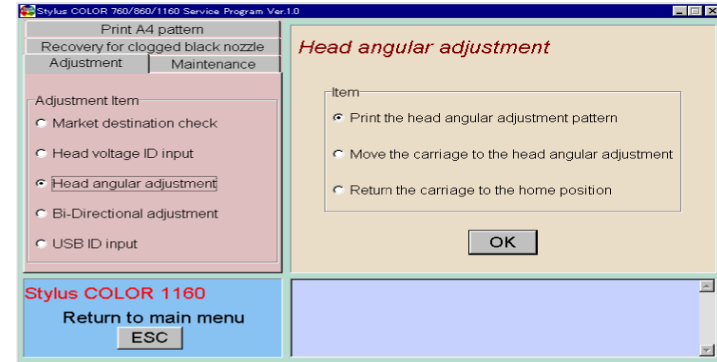 Stylus COLOR 760/860/1160 Service Program Ver.1.0
Print A4 pattern
Recovery for clogged black nozzle
Adjustment Maintenance
Adjustment Item
Market destination check
Head voltage ID input
Head angular adjustment
Bi-Directional adjustment
USB ID input
Head angular adjustment
Item
Print the head angular adjustment pattern
Move the carriage to the head angular adjustment
Return the carriage to the home position
OK
Stylus COLOR 1160
Return to main menu
ESC